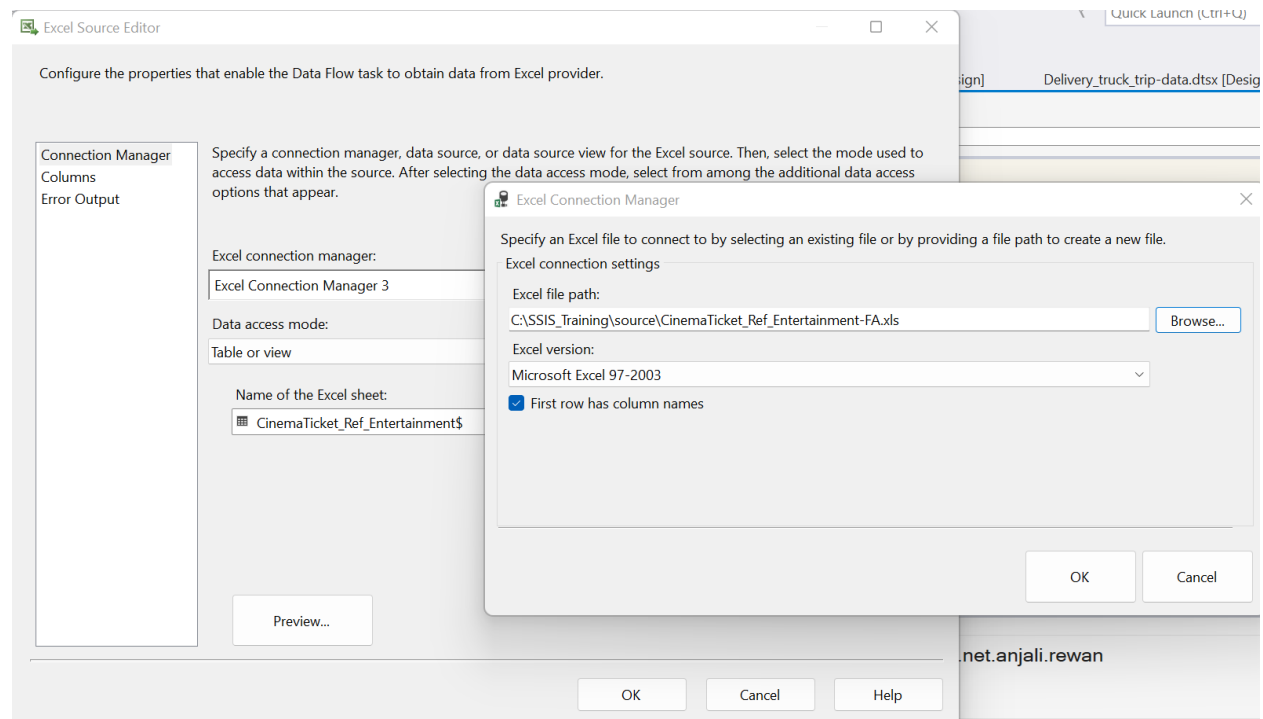 Excel Source Editor
Quick Launch (Ctrl+Q)
Configure the properties that enable the Data Flow task to obtain data from Excel provider.
Delivery_truck_trip-data.dtsx
Connection Manager
Columns
Error Output
Specify a connection manager, data source, or data source view for the Excel source. Then, select the mode used to
access data within the source. After selecting the data access mode, select from among the additional data access
options that appear.
Excel connection manager:
Excel Connection Manager 3
Data access mode:
Table or view
Name of the Excel sheet:
CinemaTicket_Ref_Entertainment$
Preview...
OK
Cancel
Help
Excel Connection Manager
Specify an Excel file to connect to by selecting an existing file or by providing a file path to create a new file.
Excel connection settings
Excel file path:
C:\SSIS_Training\source\CinemaTicket_Ref_Entertainment-FA.xls
Browse...
Excel version:
Microsoft Excel 97-2003
First row has column names
OK
Cancel
.net.anjali.rewan